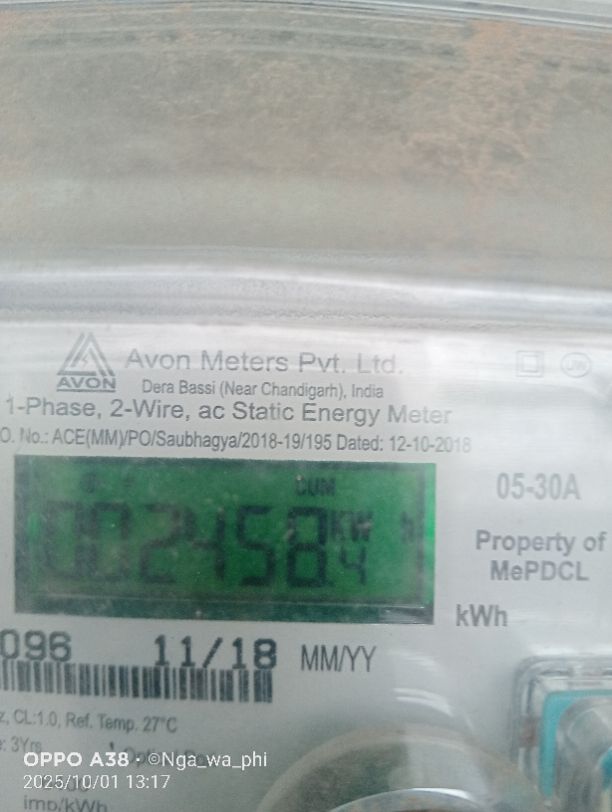 Avon Meters Pvt. Ltd.
AVON
Dera Bassi (Near Chandigarh), India
1-Phase, 2-Wire, ac Static Energy Meter
O. No.: ACE(MM)/PO/Saubhagya/2018-19/195 Dated: 12-10-2018
CUM
002458.4 KW h
05-30A
Property of
MePDCL
kWh
096 11/18 MM/YY
z, CL:1.0, Ref. Temp. 27°C
: 3Yrs
OPPO A38 · ©Nga_wa_phi
2025/10/01 13:17
imp/kWh